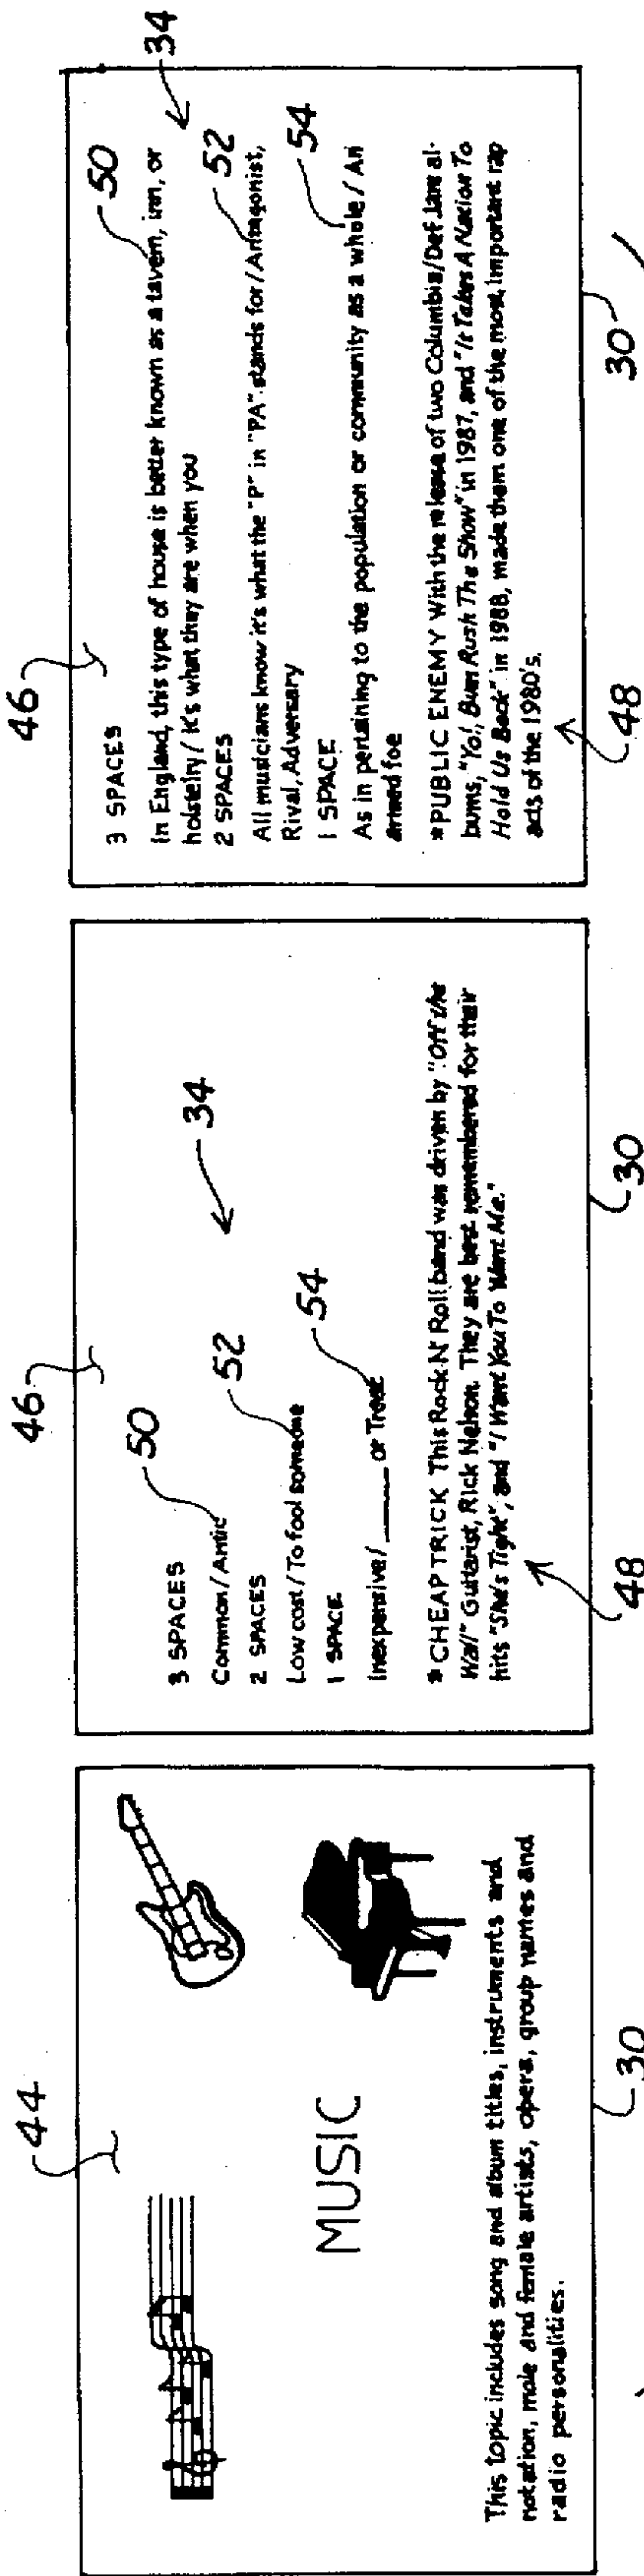 44
MUSIC
This topic includes song and album titles, instruments and
notation, male and female artists, opera, group names and
radio personalities.
30
46
3 SPACES
50
Common / Antic
34
2 SPACES
52
Low cost / To fool someone
1 SPACE
54
Inexpensive / _____ or Treat
*CHEAP TRICK This Rock N' Roll band was driven by "Off the
Wall" Guitarist, Rick Nelson. They are best remembered for their
hits "She's Tight", and "I Want You To Want Me."
48
30
46
3 SPACES
50
In England, this type of house is better known as a tavern, inn, or
34
holstelry / It's what they are when you
2 SPACES
52
All musicians know it's what the "P" in "PA" stands for / Antagonist,
Rival, Adversary
54
1 SPACE
As in pertaining to the population or community as a whole / An
armed foe
*PUBLIC ENEMY With the release of two Columbia/Def Jam al-
bums, "Yo!, Bum Rush The Show" in 1987, and "It Takes A Nation To
Hold Us Back" in 1988, made them one of the most important rap
acts of the 1980's.
48
30